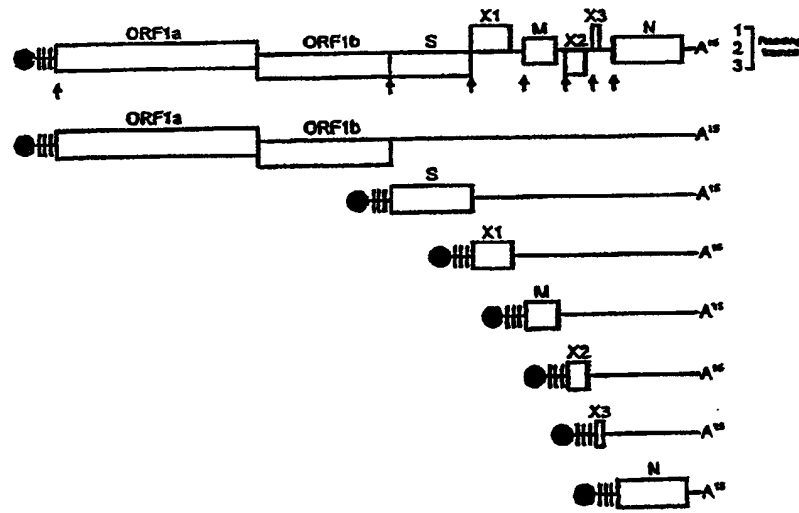 ORF1a ORF1b S X1 M X2 X3 N A 1
2
3
ORF1a ORF1b A
S A
X1 A
M A
X2 A
X3 A
N A